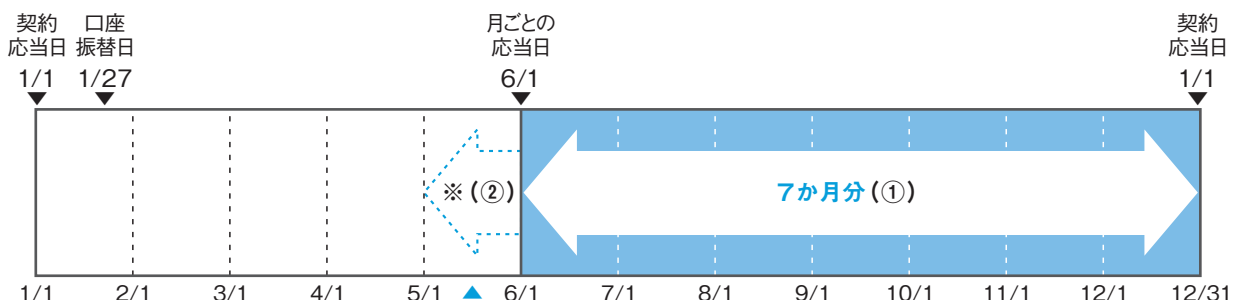 契約
応当日
1/1
口座
振替日
1/27
月ごとの
応当日
6/1
契約
応当日
1/1
※(②)
7か月分(①)
1/1 2/1 3/1 4/1 5/1 6/1 7/1 8/1 9/1 10/1 11/1 12/1 12/31